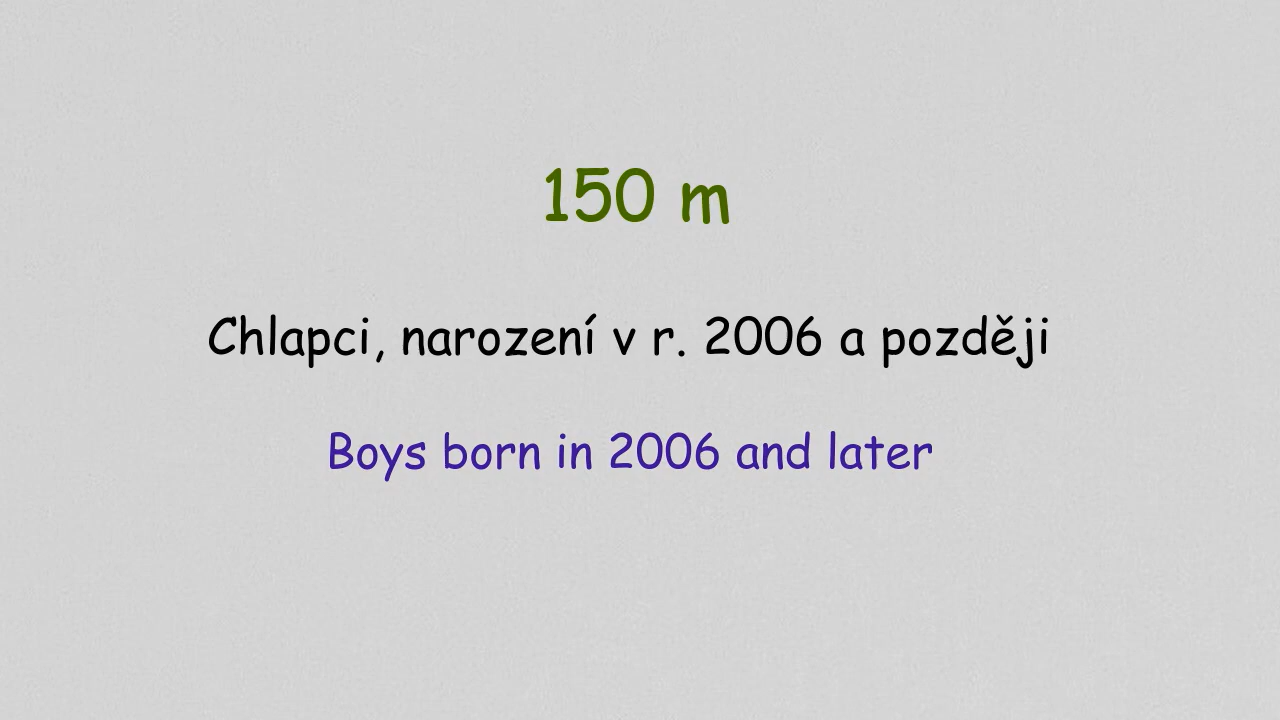 150 m
Chlapci, narození v r. 2006 a později
Boys born in 2006 and later